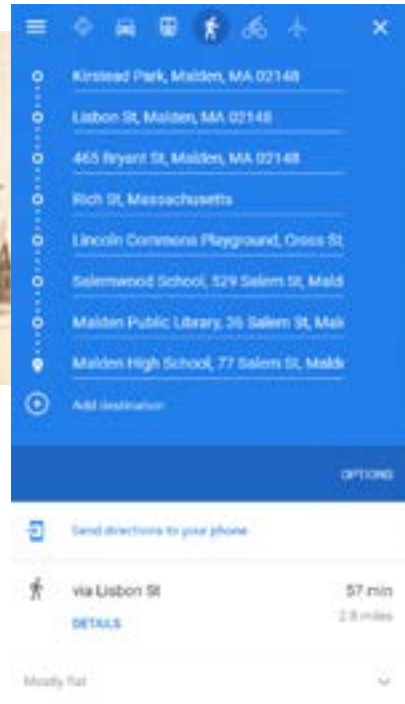 Kirstead Park, Malden, MA 02148
Lisbon St, Malden, MA 02148
465 Bryant St, Malden, MA 02148
Rich St, Massachusetts
Lincoln Commons Playground, Cross St,
Salemwood School, 529 Salem St, Mald
Malden Public Library, 36 Salem St, Mal
Malden High School, 77 Salem St, Malde
Add destination
OPTIONS
Send directions to your phone
via Lisbon St 57 min
DETAILS 2.8 miles
Mostly flat